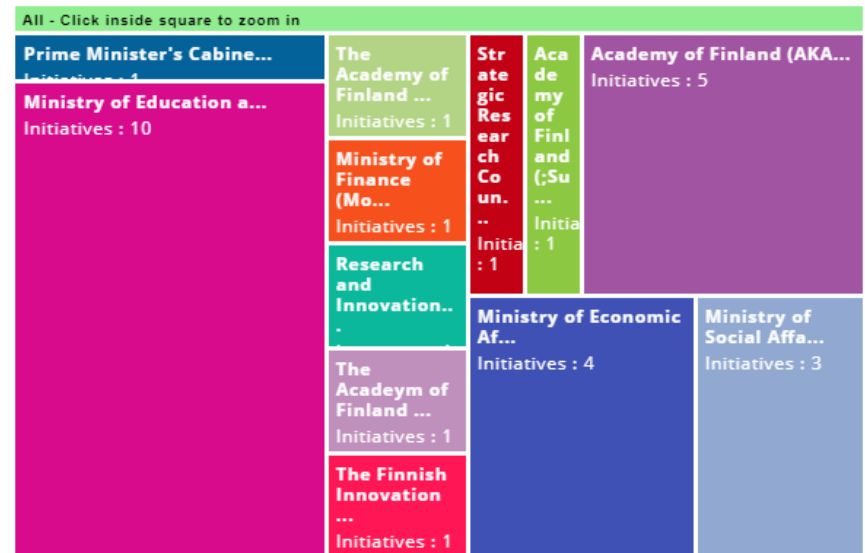 All - Click inside square to zoom in
Prime Minister's Cabine...
Initiatives : 1
Ministry of Education a...
Initiatives : 10
The
Academy of
Finland ...
Initiatives : 1
Ministry of
Finance
(Mo...
Initiatives : 1
Research
and
Innovation..
.
The
Acadeym of
Finland ...
Initiatives : 1
The Finnish
Innovation
...
Initiatives : 1
Str
ate
gic
Res
ear
ch
Co
un.
..
Initia
: 1
Aca
de
my
of
Finl
and
(;Su
...
Initia
: 1
Academy of Finland (AKA...
Initiatives : 5
Ministry of Economic
Af...
Initiatives : 4
Ministry of
Social Affa...
Initiatives : 3